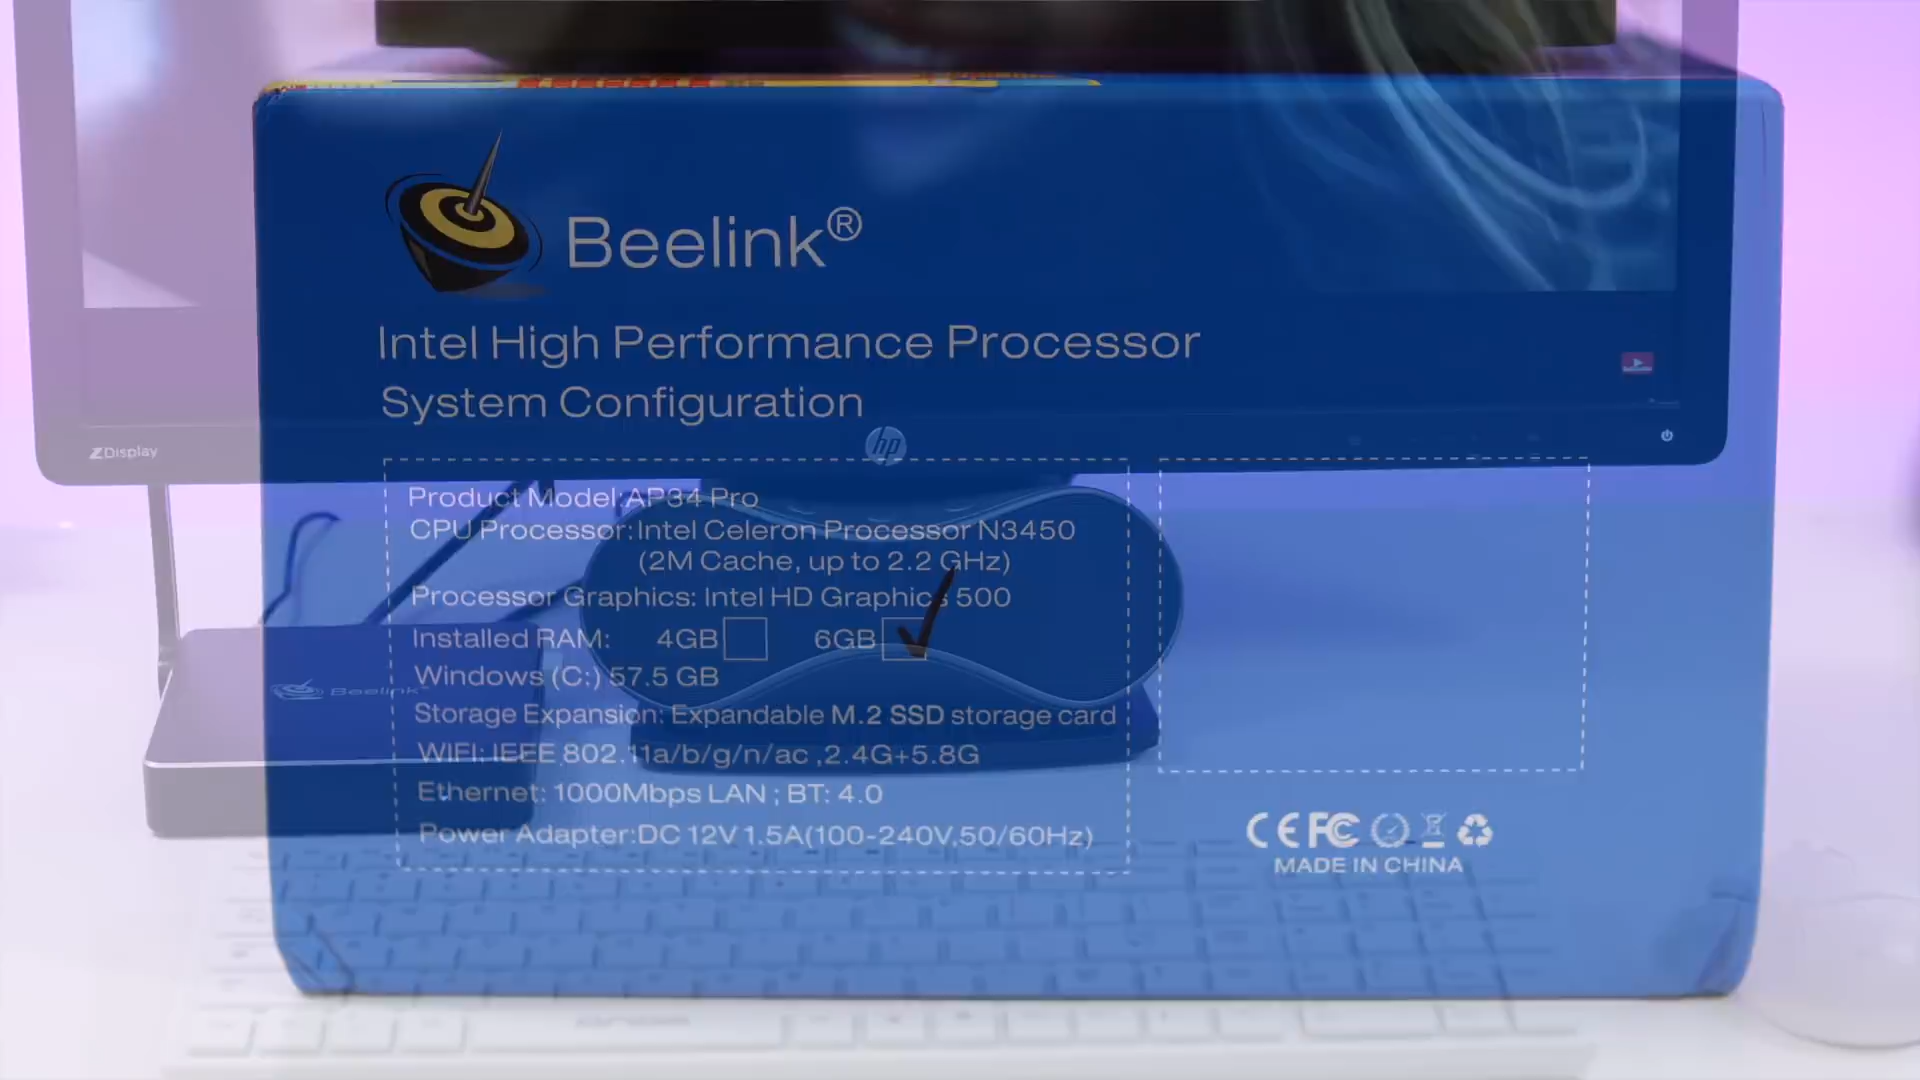 Beelink®
Intel High Performance Processor
System Configuration
ZDisplay
hp
Product Model:AP34 Pro
CPU Processor:Intel Celeron Processor N3450
(2M Cache, up to 2.2 GHz)
Processor Graphics: Intel HD Graphics 500
Installed RAM: 4GB 6GB
Beelink
Windows (C:) 57.5 GB
Storage Expansion: Expandable M.2 SSD storage card
WIFI: IEEE 802.11a/b/g/n/ac ,2.4G+5.8G
Ethernet: 1000Mbps LAN ; BT: 4.0
Power Adapter:DC 12V 1.5A(100-240V,50/60Hz)
CE FC
MADE IN CHINA